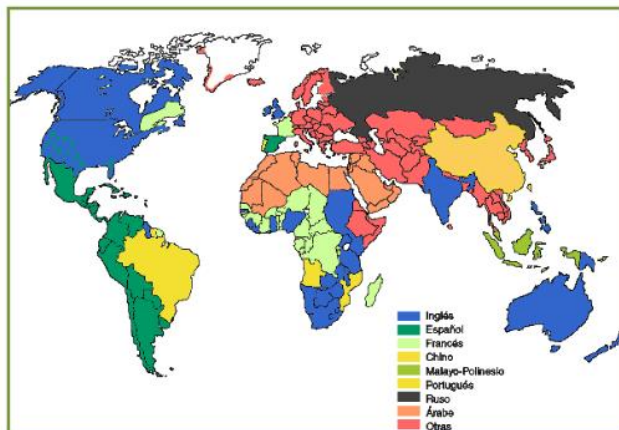 Inglés
Español
Francés
Chino
Malayo-Polinesio
Portugués
Ruso
Árabe
Otras